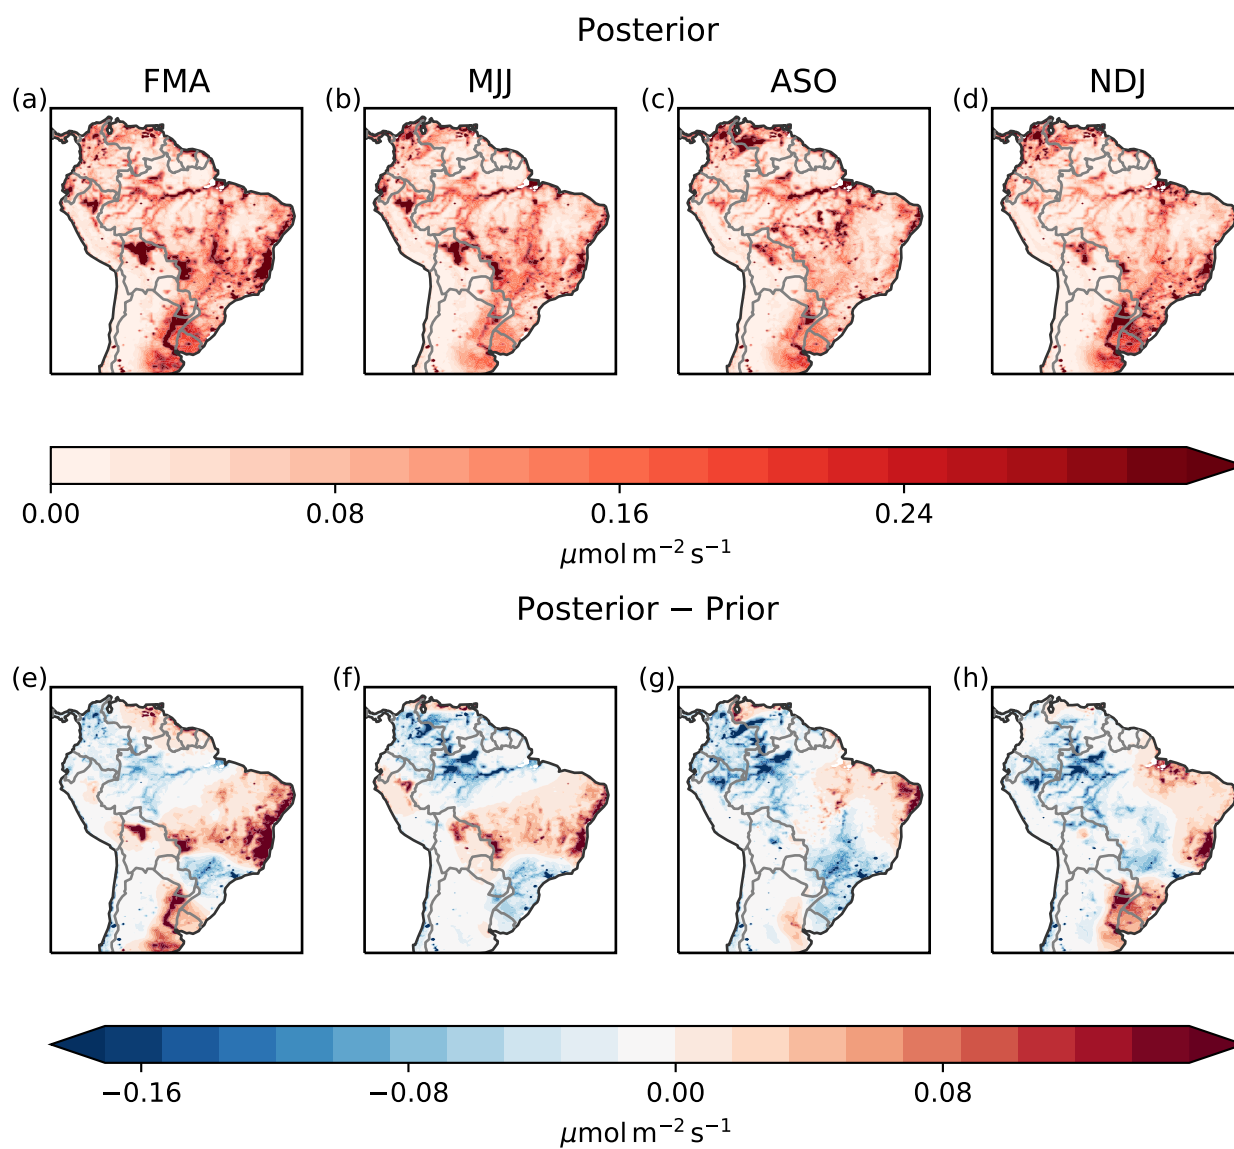 Posterior
FMA MJJ ASO NDJ
(a) (b) (c) (d)
0.00 0.08 0.16 0.24
μmol m⁻² s⁻¹
Posterior − Prior
(e) (f) (g) (h)
−0.16 −0.08 0.00 0.08
μmol m⁻² s⁻¹